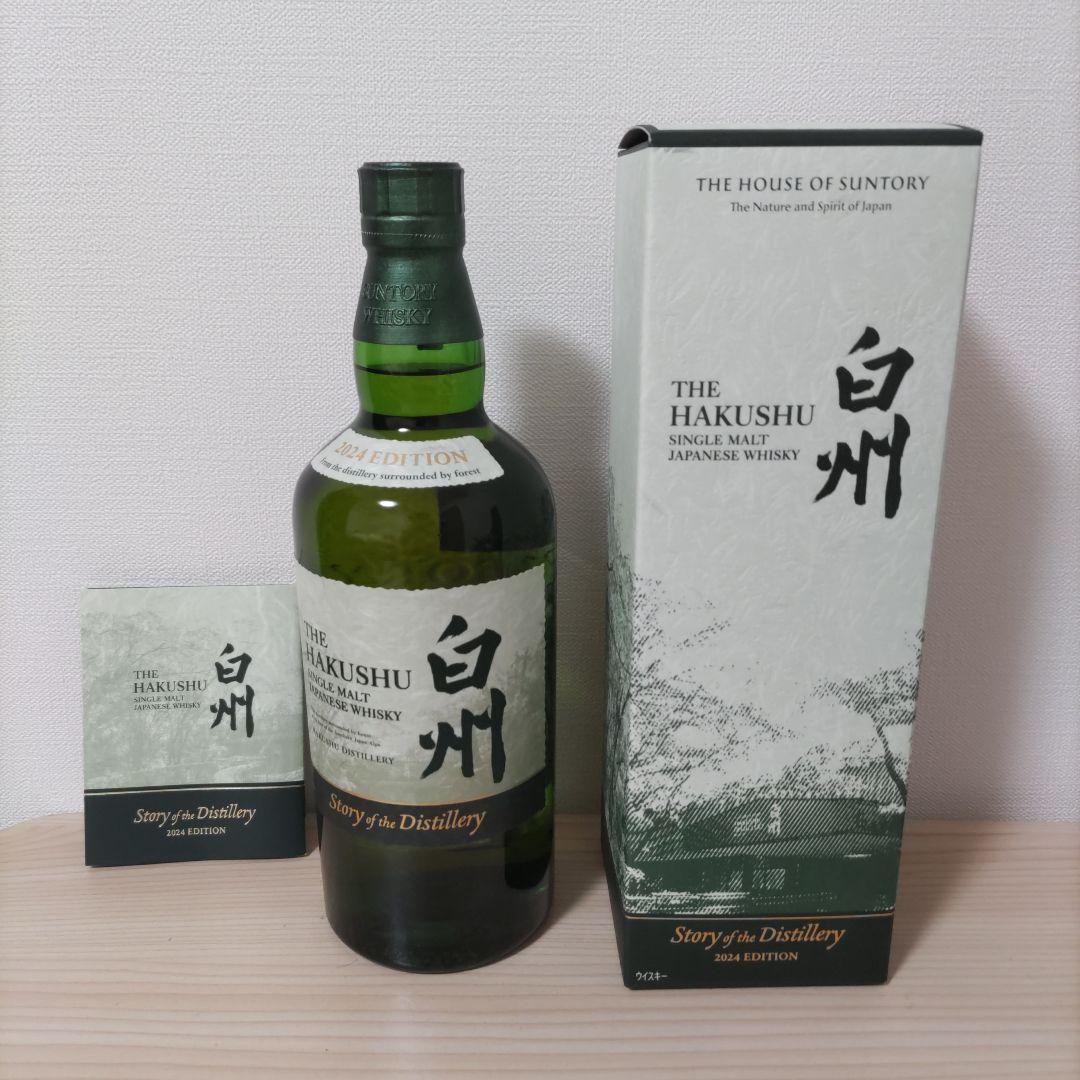 THE
HAKUSHU
SINGLE MALT
JAPANESE WHISKY
白州
Story of the Distillery
2024 EDITION
SUNTORY
WHISKY
2024 EDITION
From the distillery surrounded by forest
THE
HAKUSHU
SINGLE MALT
JAPANESE WHISKY
白州
HAKUSHU DISTILLERY
Story of the Distillery
THE HOUSE OF SUNTORY
The Nature and Spirit of Japan
THE
HAKUSHU
SINGLE MALT
JAPANESE WHISKY
白州
Story of the Distillery
2024 EDITION
ウイスキー